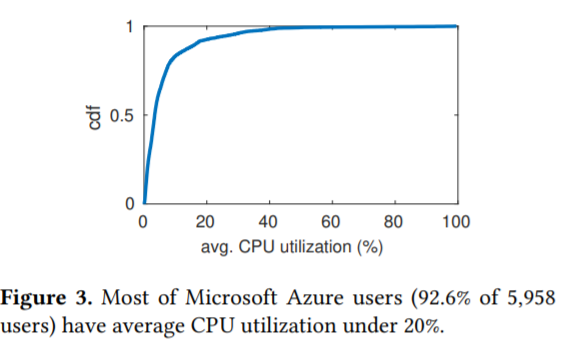 1
0.5
0
cdf
0 20 40 60 80 100
avg. CPU utilization (%)
Figure 3. Most of Microsoft Azure users (92.6% of 5,958
users) have average CPU utilization under 20%.